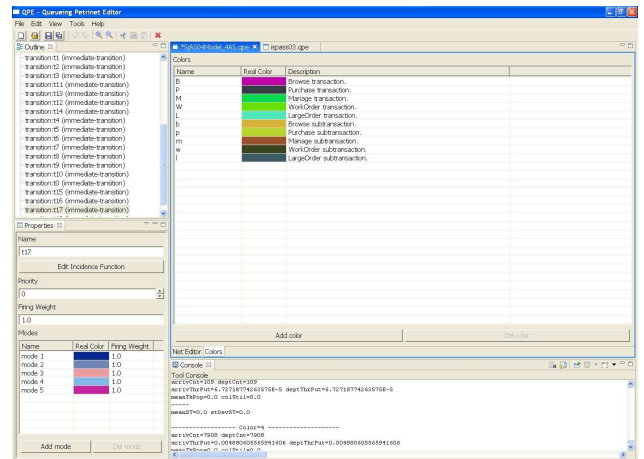 QPE - Queueing Petrinet Editor
File Edit View Tools Help
Outline
transition:t1 (immediate-transition)
transition:t2 (immediate-transition)
transition:t3 (immediate-transition)
transition:t11 (immediate-transition)
transition:t13 (immediate-transition)
transition:t12 (immediate-transition)
transition:t14 (immediate-transition)
transition:t4 (immediate-transition)
transition:t5 (immediate-transition)
transition:t6 (immediate-transition)
transition:t7 (immediate-transition)
transition:t8 (immediate-transition)
transition:t9 (immediate-transition)
transition:t10 (immediate-transition)
transition:t0 (immediate-transition)
transition:t15 (immediate-transition)
transition:t16 (immediate-transition)
transition:t17 (immediate-transition)
Properties
Name
t17
Edit Incidence Function
Priority
0
Firing Weight
1.0
Modes
Name Real Color Firing Weight
mode 1 1.0
mode 2 1.0
mode 3 1.0
mode 4 1.0
mode 5 1.0
Add mode Del mode
*SjAS04Model_4AS.qpe ispass03.qpe
Colors
Name Real Color Description
B Browse transaction.
P Purchase transaction.
M Manage transaction.
W WorkOrder transaction.
L LargeOrder transaction.
b Browse subtransaction.
p Purchase subtransaction.
m Manage subtransaction.
w WorkOrder subtransaction.
l LargeOrder subtransaction.
Add color Del color
Net Editor Colors
Console
Tool Console
arrivCnt=109 deptCnt=109
arrivThrPut=6.72718774263575E-5 deptThrPut=6.72718774263575E-5
meanTkPop=0.0 colUtil=0.0
-----
meanST=0.0 stDevST=0.0
------------------ Color=4 --------------------
arrivCnt=7908 deptCnt=7908
arrivThrPut=0.004880605565941606 deptThrPut=0.004880605565941606